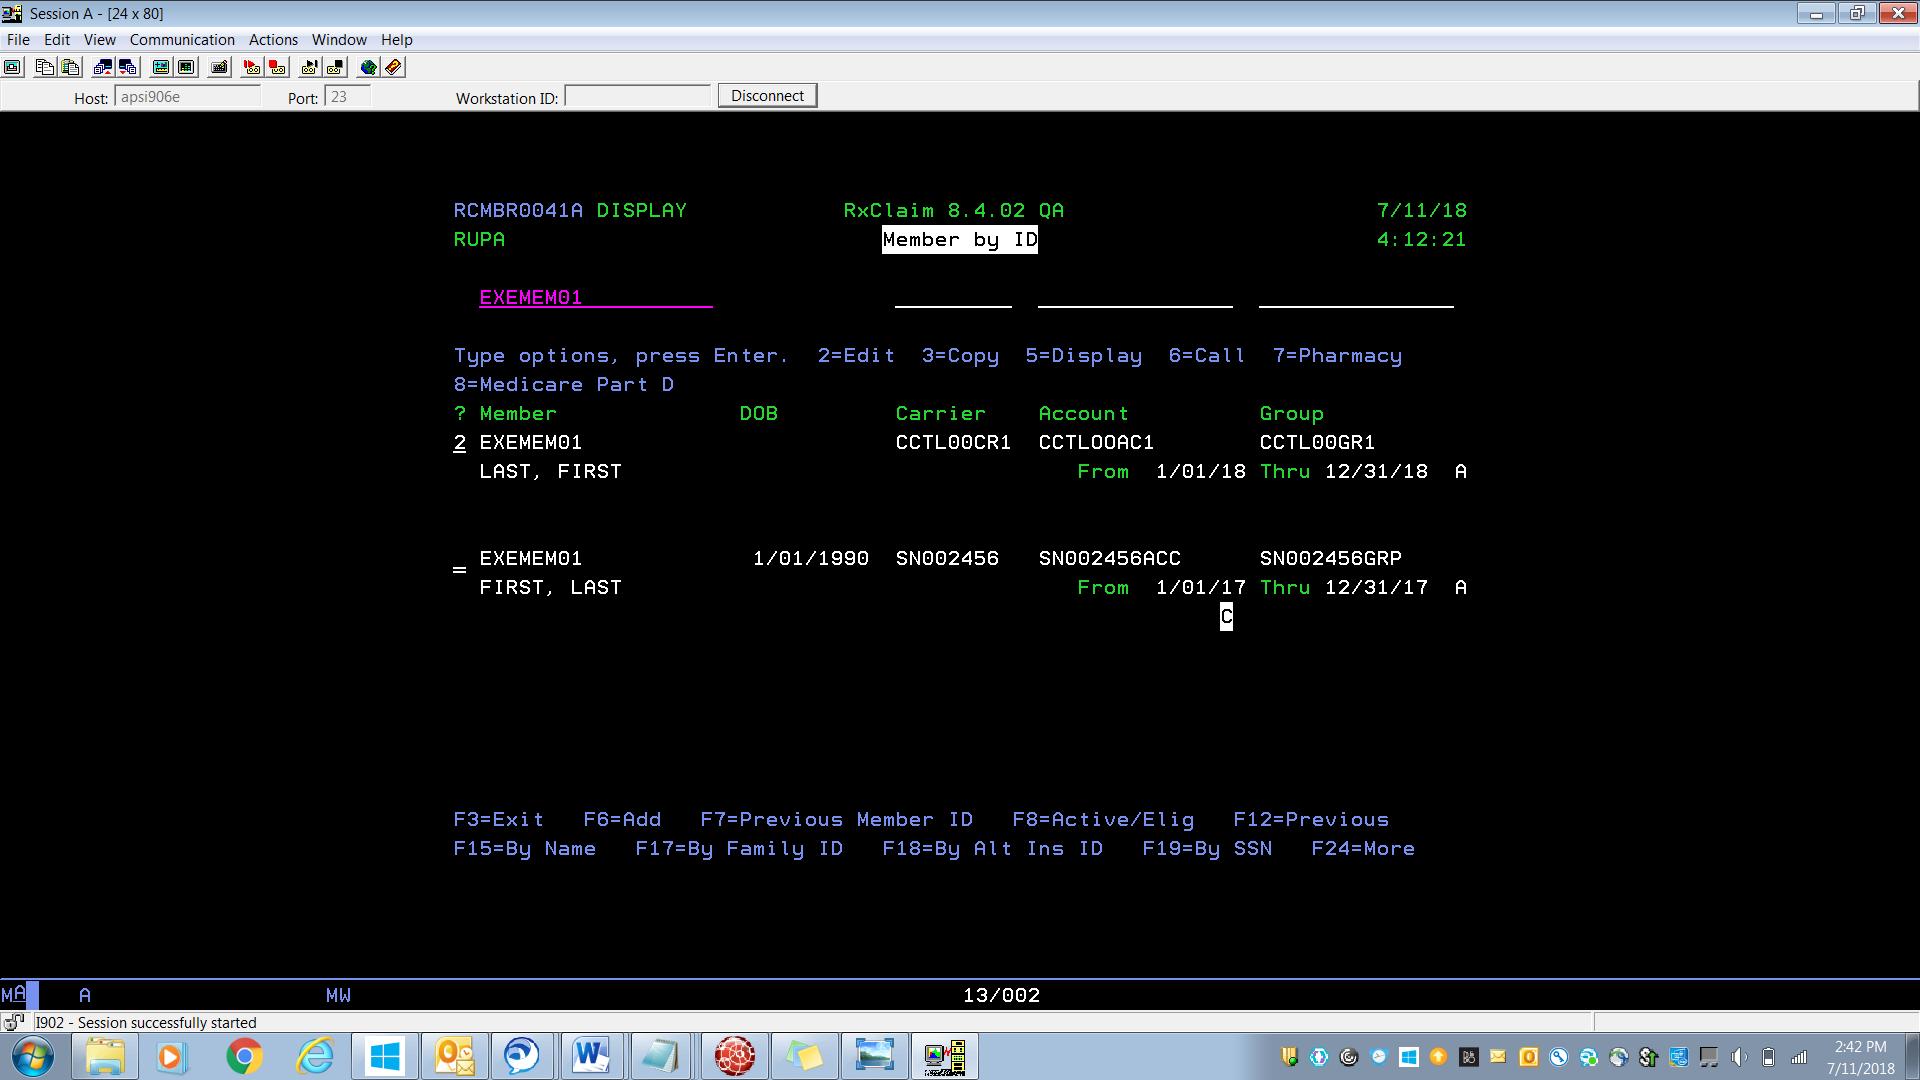 Session A - [24 x 80]
File Edit View Communication Actions Window Help
Host: apsi906e Port: 23 Workstation ID: Disconnect
RCMBR0041A DISPLAY RxClaim 8.4.02 QA 7/11/18
RUPA Member by ID 4:12:21
EXEMEM01
Type options, press Enter. 2=Edit 3=Copy 5=Display 6=Call 7=Pharmacy
8=Medicare Part D
? Member DOB Carrier Account Group
2 EXEMEM01 CCTL00CR1 CCTL00AC1 CCTL00GR1
LAST, FIRST From 1/01/18 Thru 12/31/18 A
EXEMEM01 1/01/1990 SN002456 SN002456ACC SN002456GRP
FIRST, LAST From 1/01/17 Thru 12/31/17 A
C
F3=Exit F6=Add F7=Previous Member ID F8=Active/Elig F12=Previous
F15=By Name F17=By Family ID F18=By Alt Ins ID F19=By SSN F24=More
MA A MW 13/002
I902 - Session successfully started
2:42 PM
7/11/2018